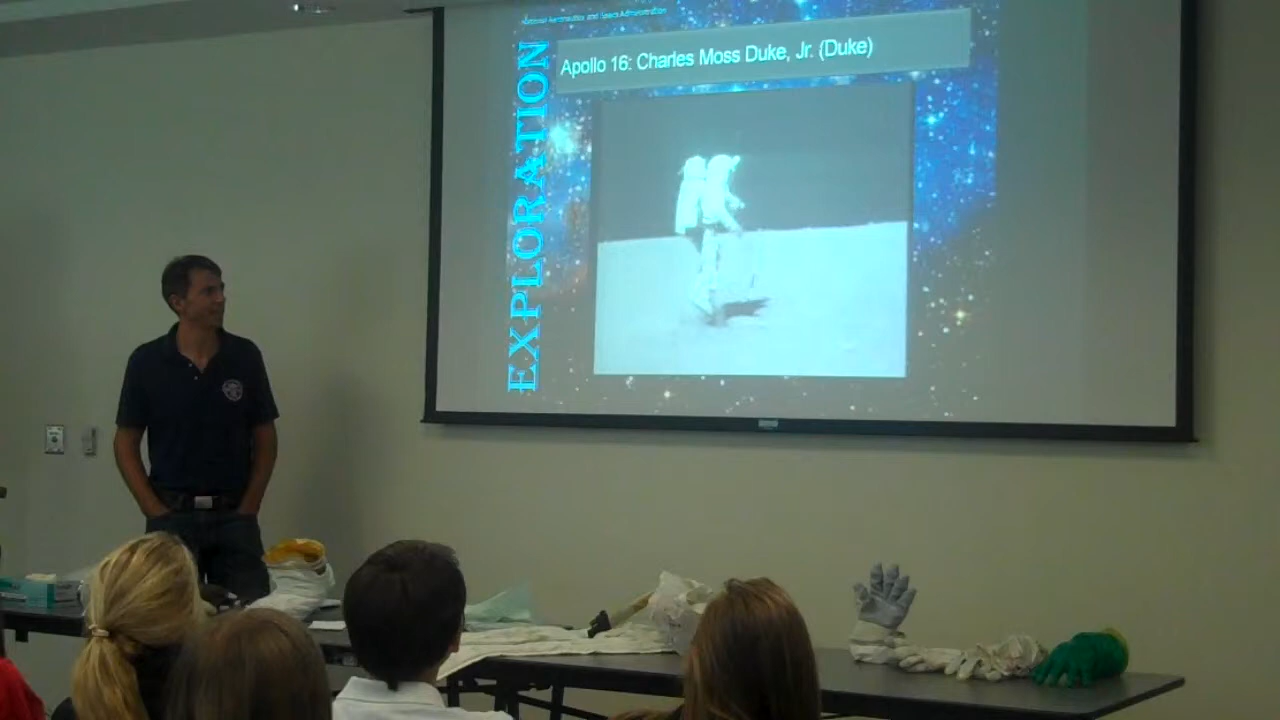 National Aeronautics and Space Administration
Apollo 16: Charles Moss Duke, Jr. (Duke)
EXPLORATION